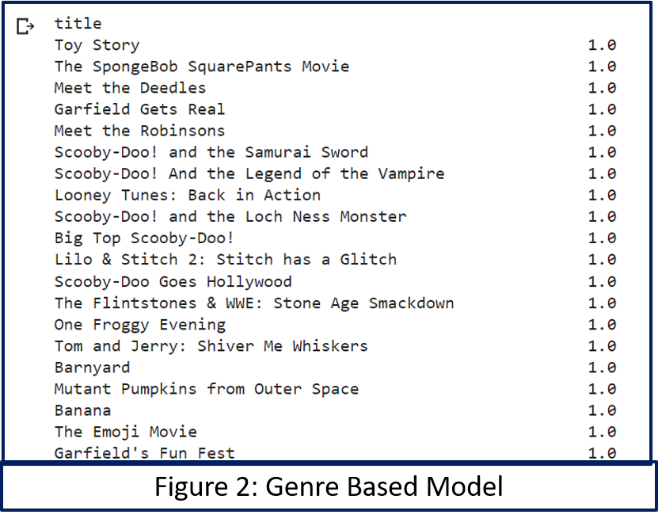 title
Toy Story 1.0
The SpongeBob SquarePants Movie 1.0
Meet the Deedles 1.0
Garfield Gets Real 1.0
Meet the Robinsons 1.0
Scooby-Doo! and the Samurai Sword 1.0
Scooby-Doo! And the Legend of the Vampire 1.0
Looney Tunes: Back in Action 1.0
Scooby-Doo! and the Loch Ness Monster 1.0
Big Top Scooby-Doo! 1.0
Lilo & Stitch 2: Stitch has a Glitch 1.0
Scooby-Doo Goes Hollywood 1.0
The Flintstones & WWE: Stone Age Smackdown 1.0
One Froggy Evening 1.0
Tom and Jerry: Shiver Me Whiskers 1.0
Barnyard 1.0
Mutant Pumpkins from Outer Space 1.0
Banana 1.0
The Emoji Movie 1.0
Garfield's Fun Fest 1.0
Figure 2: Genre Based Model